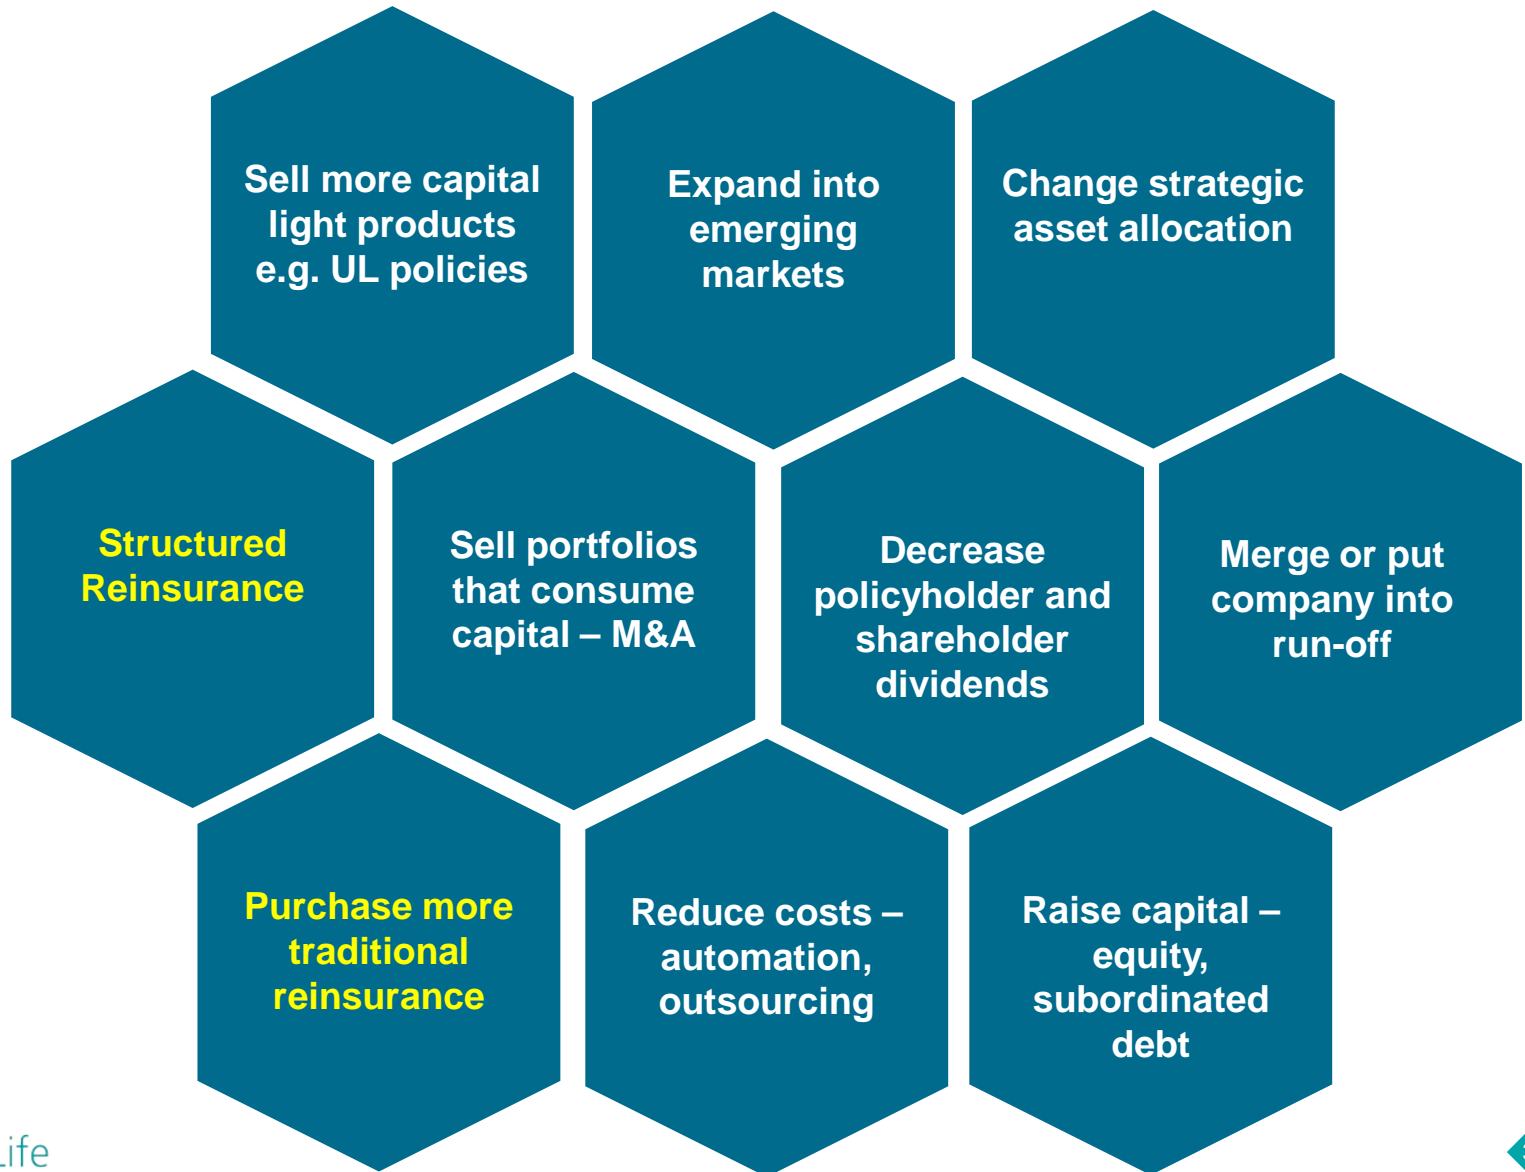 Sell more capital
light products
e.g. UL policies
Expand into
emerging
markets
Change strategic
asset allocation
Structured
Reinsurance
Sell portfolios
that consume
capital – M&A
Decrease
policyholder and
shareholder
dividends
Merge or put
company into
run-off
Purchase more
traditional
reinsurance
Reduce costs –
automation,
outsourcing
Raise capital –
equity,
subordinated
debt